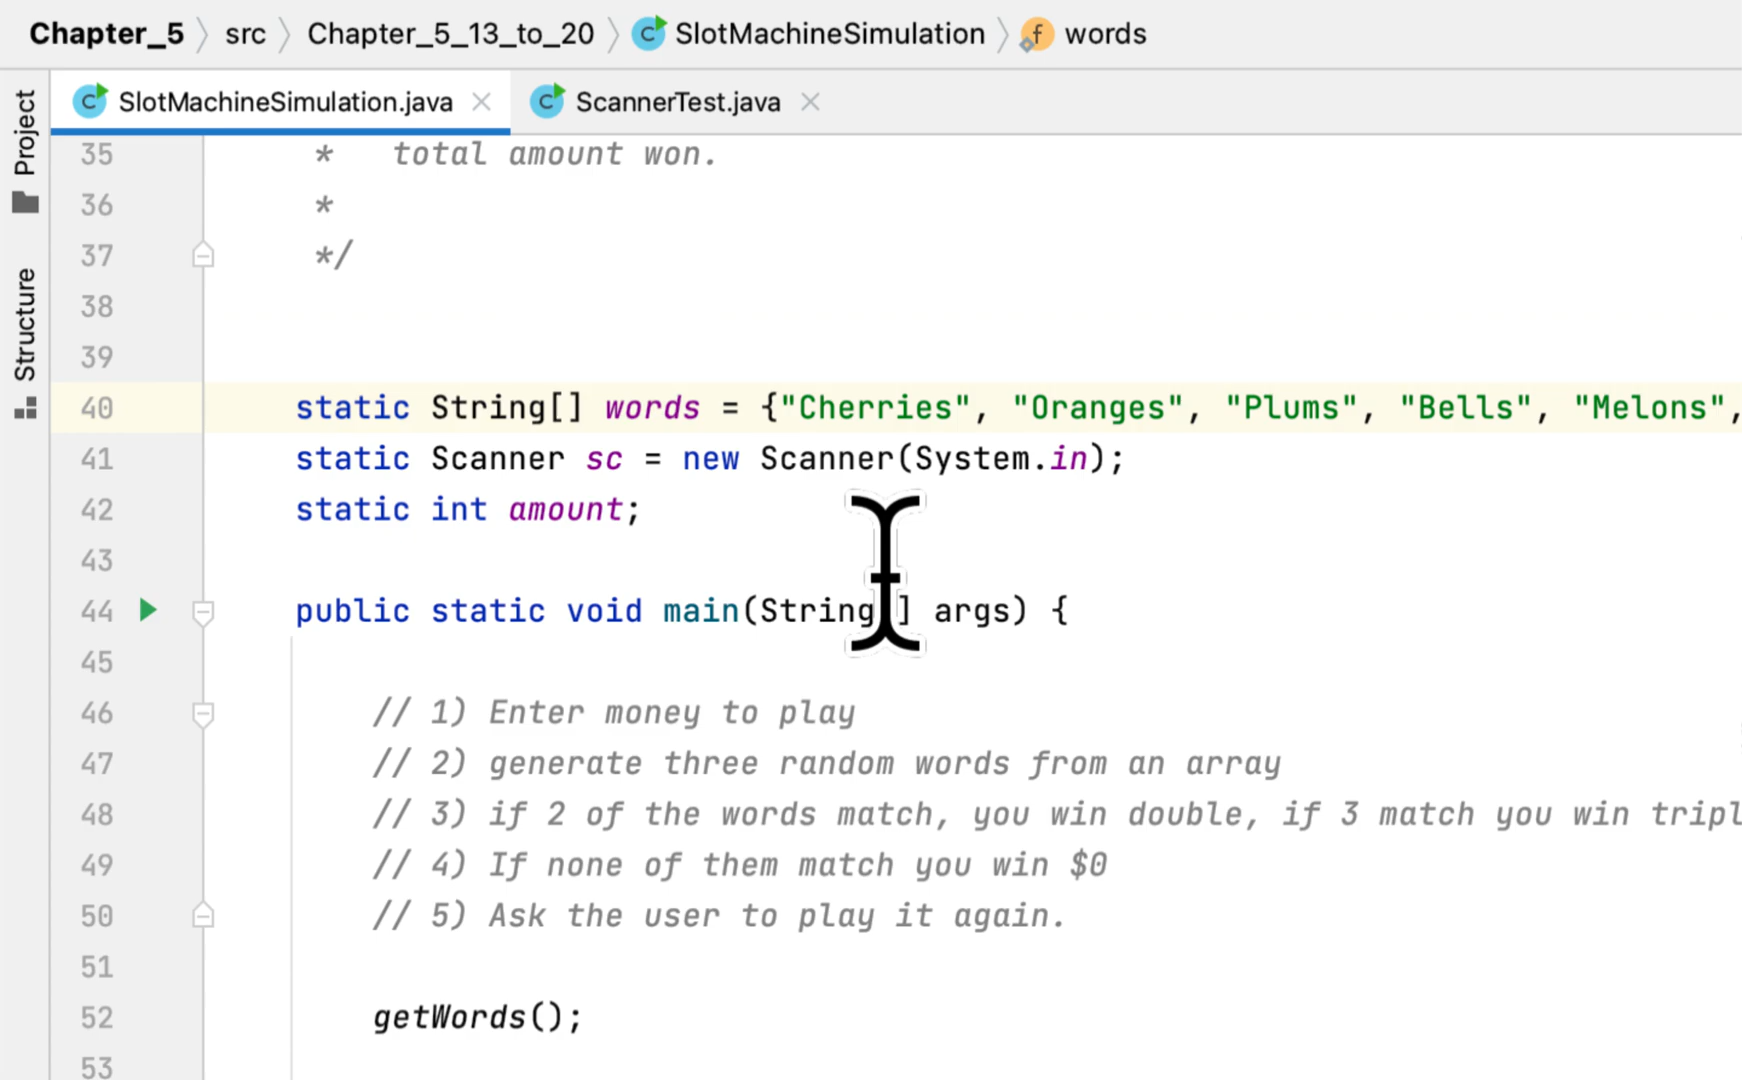 Chapter_5 src Chapter_5_13_to_20 C SlotMachineSimulation f words
C SlotMachineSimulation.java C ScannerTest.java
Project
Structure
35 * total amount won.
36 *
37 */
38
39
40 static String[] words = {"Cherries", "Oranges", "Plums", "Bells", "Melons",
41 static Scanner sc = new Scanner(System.in);
42 static int amount;
43
44 public static void main(String ] args) {
45
46 // 1) Enter money to play
47 // 2) generate three random words from an array
48 // 3) if 2 of the words match, you win double, if 3 match you win tripl
49 // 4) If none of them match you win $0
50 // 5) Ask the user to play it again.
51
52 getWords();
53